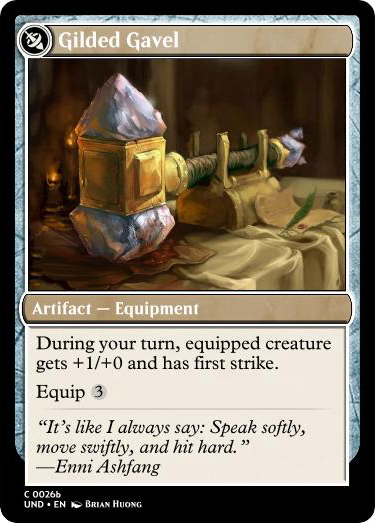 Gilded Gavel
Artifact — Equipment
During your turn, equipped creature
gets +1/+0 and has first strike.
Equip 3
“It’s like I always say: Speak softly,
move swiftly, and hit hard.”
—Enni Ashfang
C 0026b
UND • EN Brian Huong